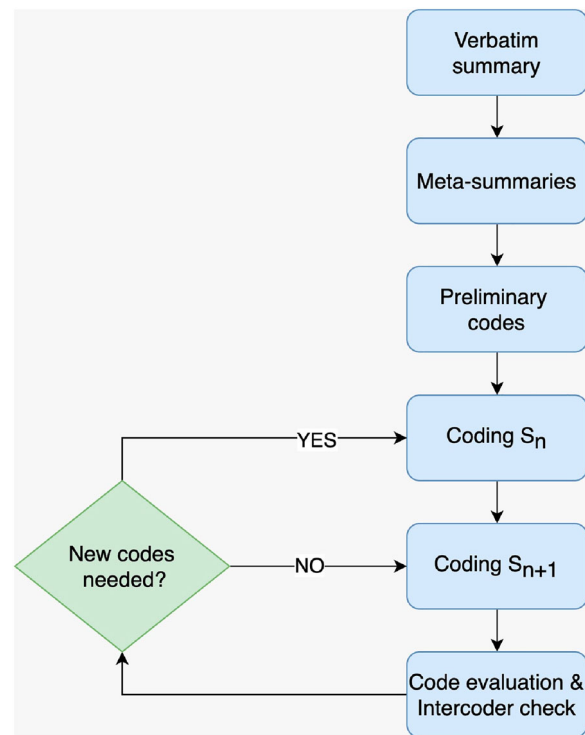 Verbatim
summary
Meta-summaries
Preliminary
codes
YES
Coding Sn
New codes
needed?
NO
Coding Sn+1
Code evaluation &
Intercoder check